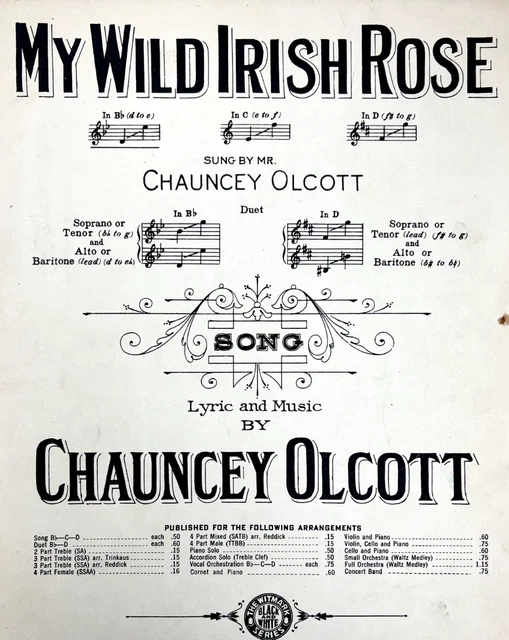 MY WILD IRISH ROSE
In B♭ (d to e)
In C (e to f)
In D (f# to g)
SUNG BY MR.
CHAUNCEY OLCOTT
Duet
In B♭
In D
Soprano or
Tenor (b♭ to g)
and
Alto or
Baritone (lead) (d to e♭)
Soprano or
Tenor (lead) (f# to g)
and
Alto or
Baritone (b# to b♮)
SONG
Lyric and Music
BY
CHAUNCEY OLCOTT
PUBLISHED FOR THE FOLLOWING ARRANGEMENTS
Song B♭—C—D each .50
Duet B♭—D each .60
2 Part Treble (SA) .15
3 Part Treble (SSA) arr. Trinkaus .15
3 Part Treble (SSA) arr. Reddick .15
4 Part Female (SSAA) .16
4 Part Mixed (SATB) arr. Reddick .15
4 Part Male (TTBB) .15
Piano Solo .50
Accordion Solo (Treble Clef) .50
Vocal Orchestration B♭—C—D each .75
Cornet and Piano .60
Violin and Piano .60
Violin, Cello and Piano .75
Cello and Piano .60
Small Orchestra (Waltz Medley) .75
Full Orchestra (Waltz Medley) 1.15
Concert Band .75
THE WITMARK
BLACK
AND
WHITE
SERIES